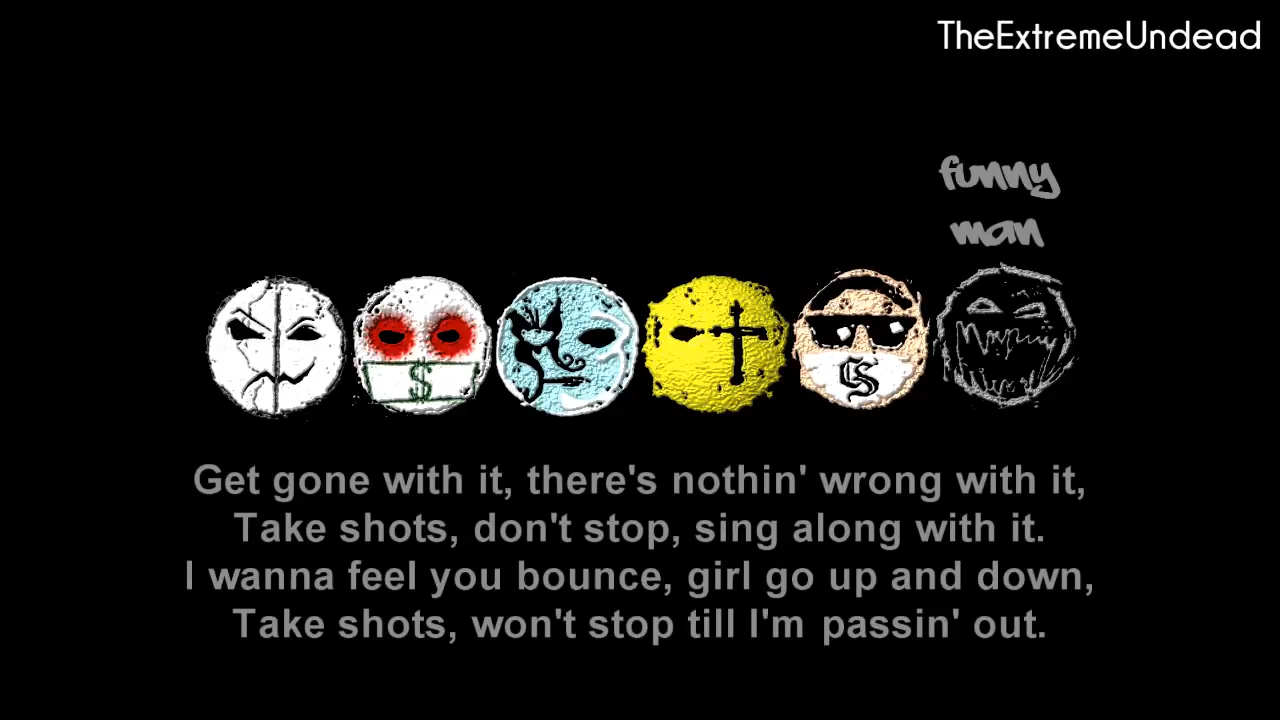 TheExtremeUndead
funny
man
$
Get gone with it, there's nothin' wrong with it,
Take shots, don't stop, sing along with it.
I wanna feel you bounce, girl go up and down,
Take shots, won't stop till I'm passin' out.